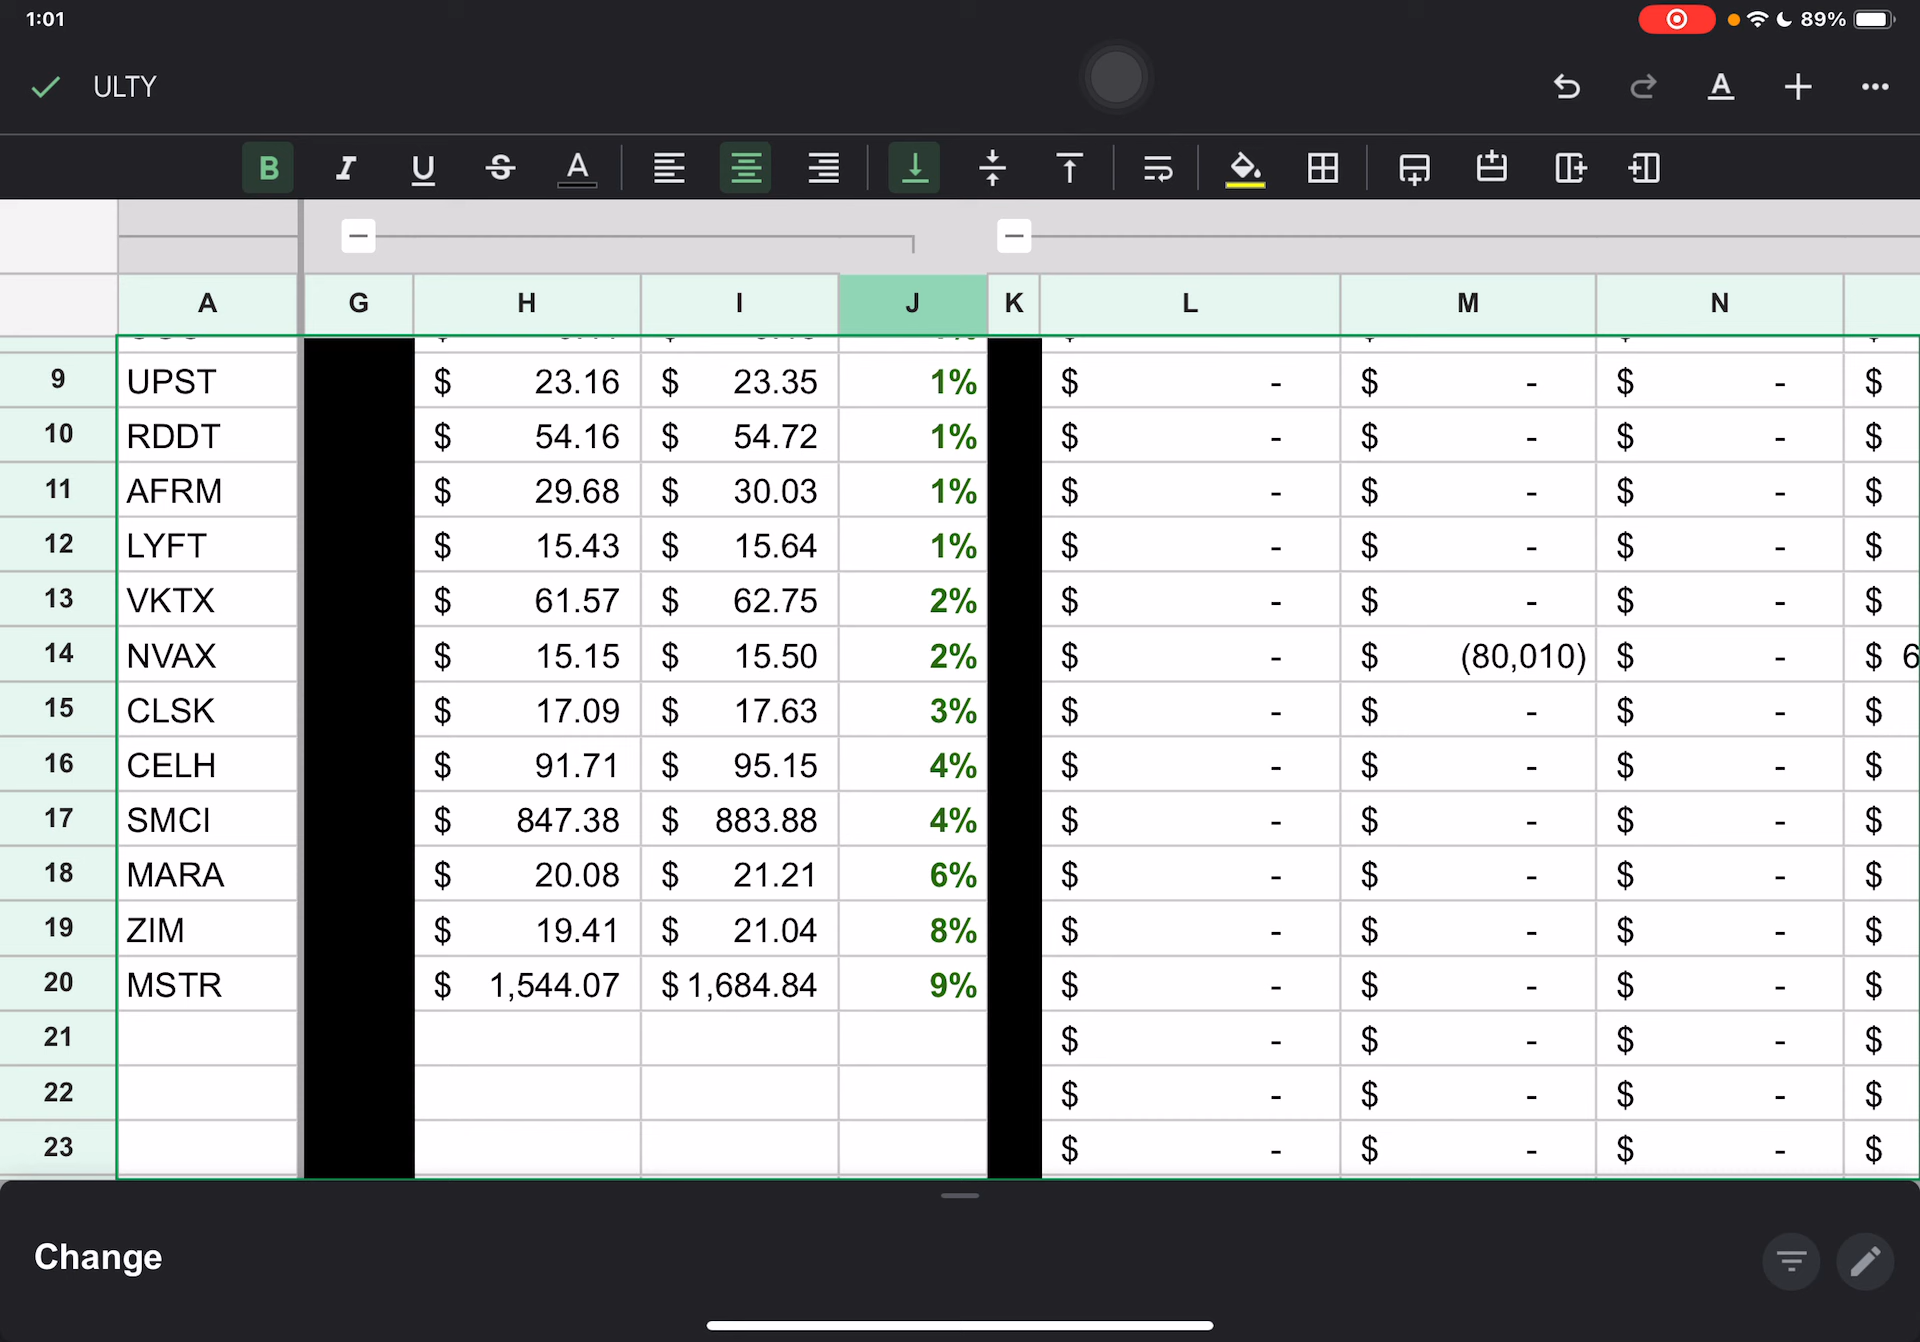 1:01
89%
ULTY
B I U S A
A G H I J K L M N
9 UPST $ 23.16 $ 23.35 1% $ - $ - $ - $
10 RDDT $ 54.16 $ 54.72 1% $ - $ - $ - $
11 AFRM $ 29.68 $ 30.03 1% $ - $ - $ - $
12 LYFT $ 15.43 $ 15.64 1% $ - $ - $ - $
13 VKTX $ 61.57 $ 62.75 2% $ - $ - $ - $
14 NVAX $ 15.15 $ 15.50 2% $ - $ (80,010) $ - $ 6
15 CLSK $ 17.09 $ 17.63 3% $ - $ - $ - $
16 CELH $ 91.71 $ 95.15 4% $ - $ - $ - $
17 SMCI $ 847.38 $ 883.88 4% $ - $ - $ - $
18 MARA $ 20.08 $ 21.21 6% $ - $ - $ - $
19 ZIM $ 19.41 $ 21.04 8% $ - $ - $ - $
20 MSTR $ 1,544.07 $ 1,684.84 9% $ - $ - $ - $
21 $ - $ - $ - $
22 $ - $ - $ - $
23 $ - $ - $ - $
Change